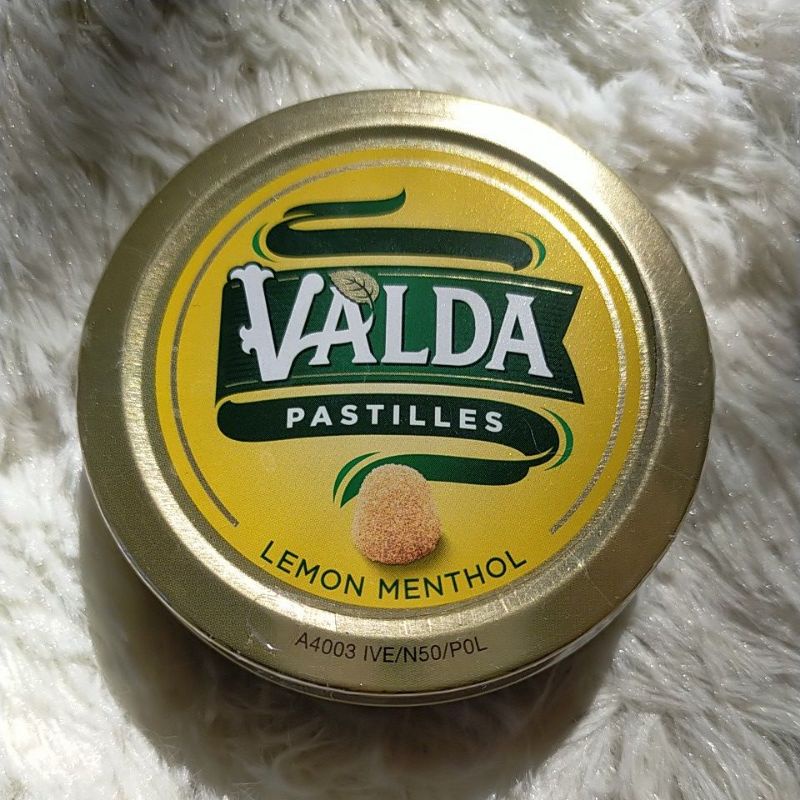 VALDA
PASTILLES
LEMON MENTHOL
A4003 IVE/N50/P0L